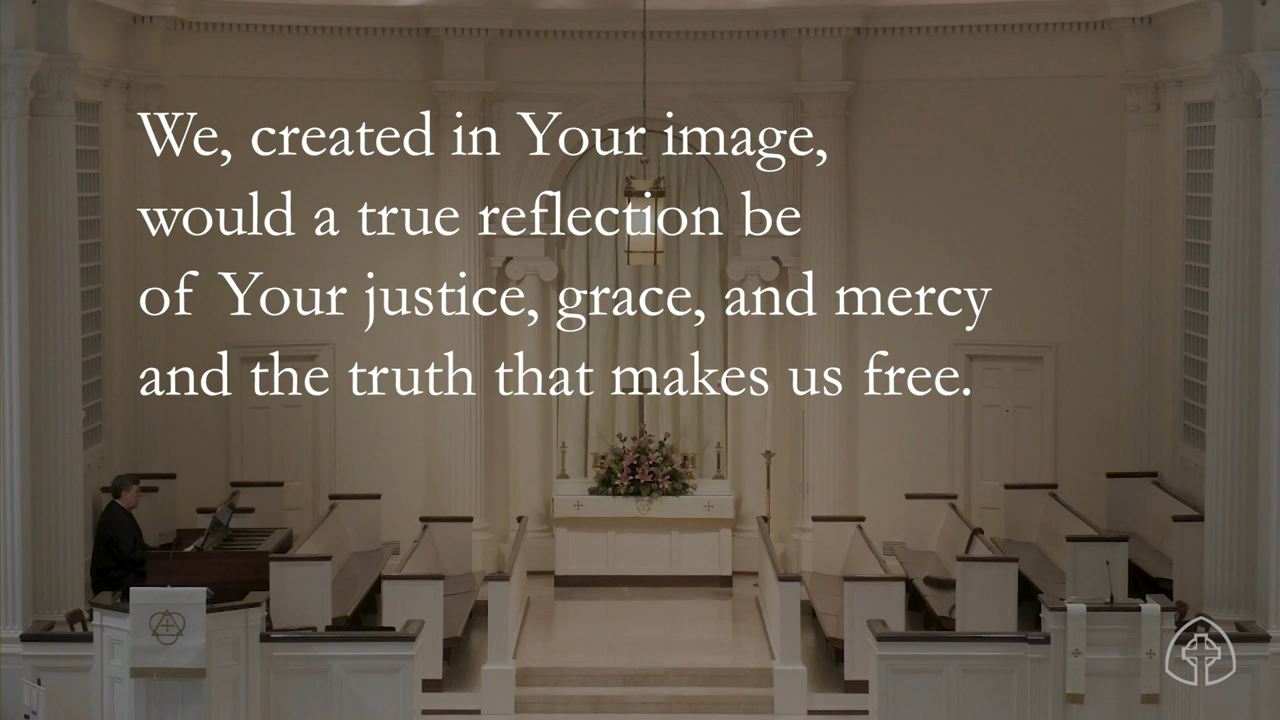 We, created in Your image,
would a true reflection be
of Your justice, grace, and mercy
and the truth that makes us free.